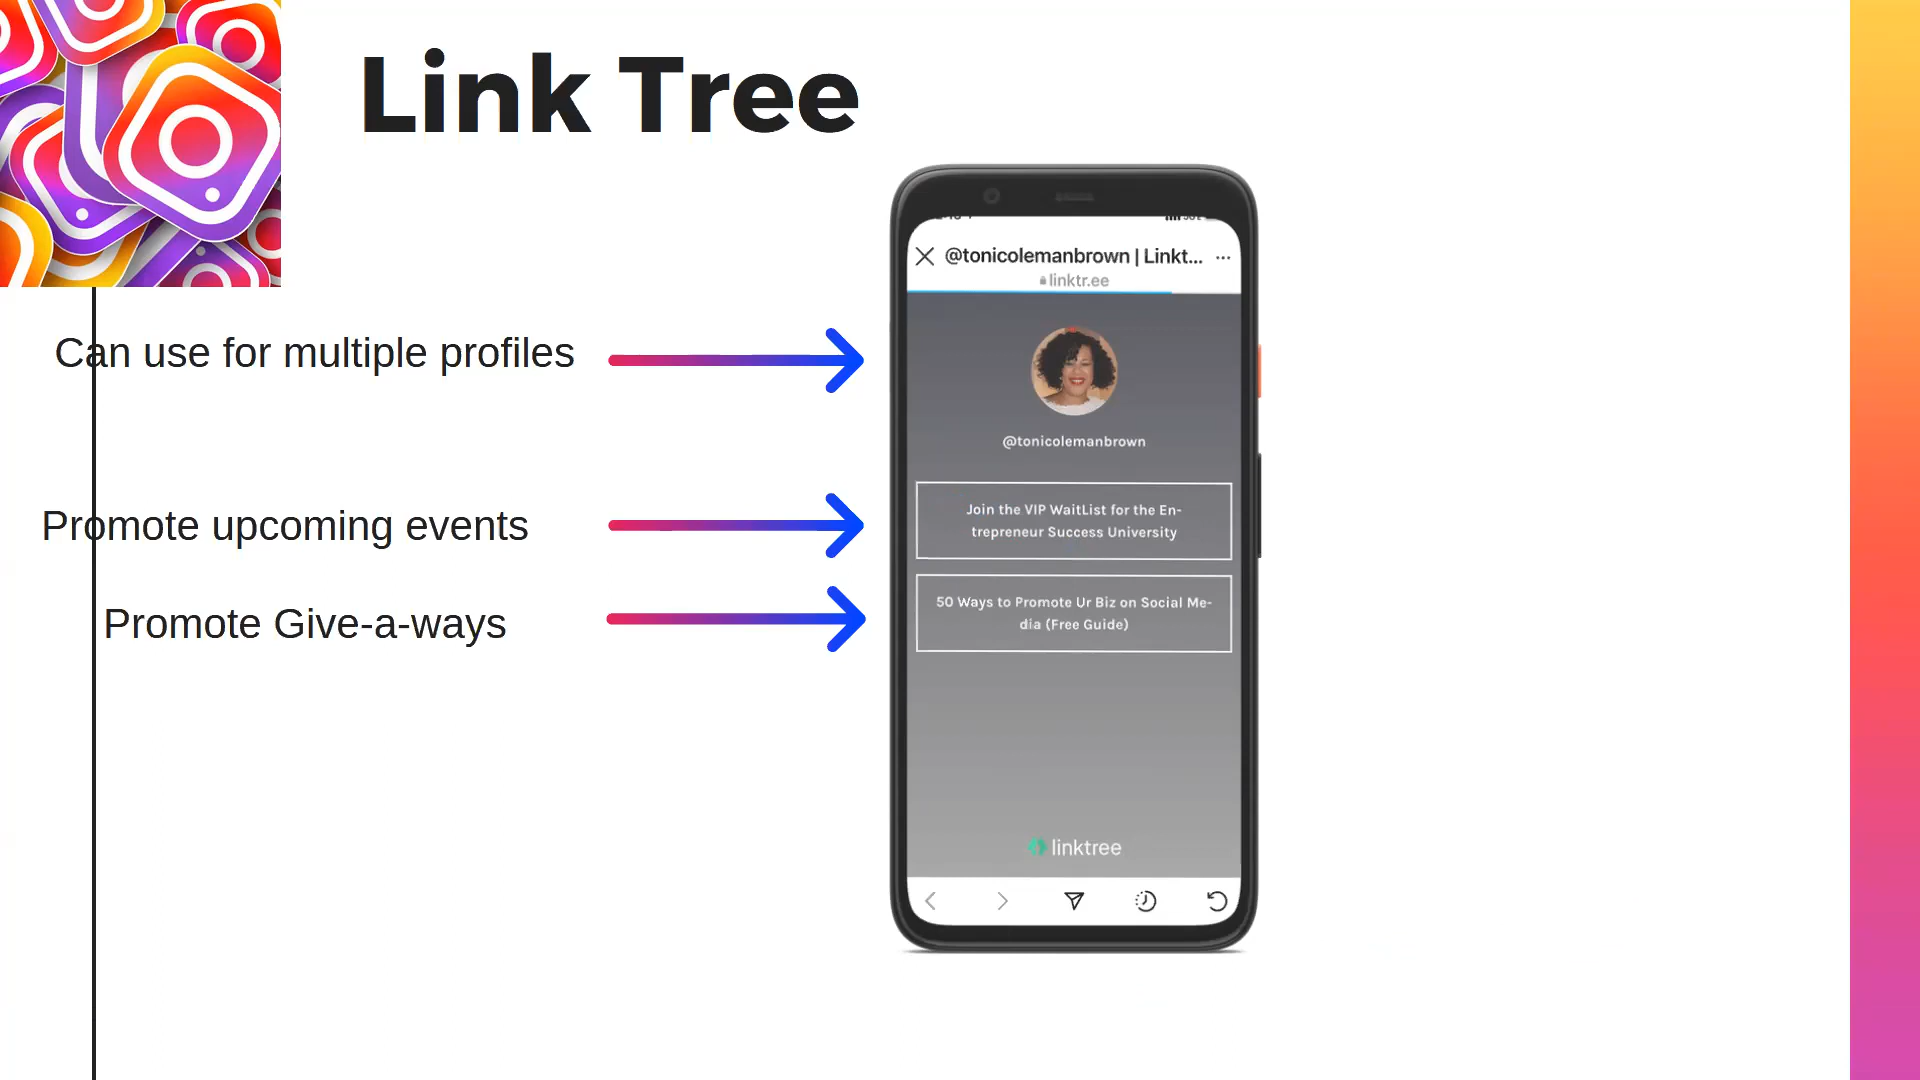 Link Tree
@tonicolemanbrown | Linkt...
linktr.ee
Can use for multiple profiles
@tonicolemanbrown
Promote upcoming events
Join the VIP WaitList for the En-
trepreneur Success University
Promote Give-a-ways
50 Ways to Promote Ur Biz on Social Me-
dia (Free Guide)
linktree